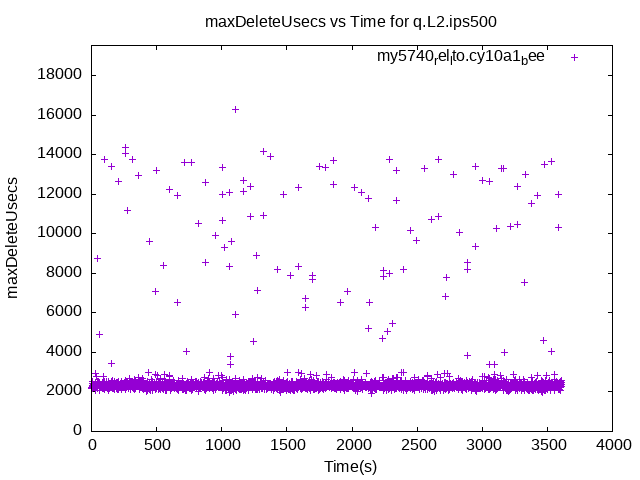 maxDeleteUsecs vs Time for q.L2.ips500
my5740_rel_lto.cy10a1_bee
18000
16000
14000
12000
10000
8000
6000
4000
2000
0
maxDeleteUsecs
0 500 1000 1500 2000 2500 3000 3500 4000
Time(s)